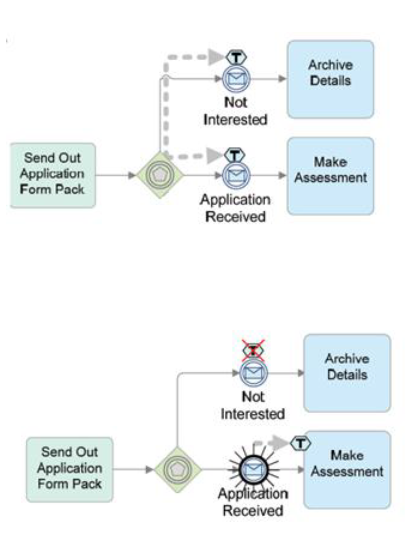 T
Archive
Details
Not
Interested
Send Out
Application
Form Pack
T
Make
Assessment
Application
Received
T
Archive
Details
Not
Interested
Send Out
Application
Form Pack
T
Make
Assessment
Application
Received